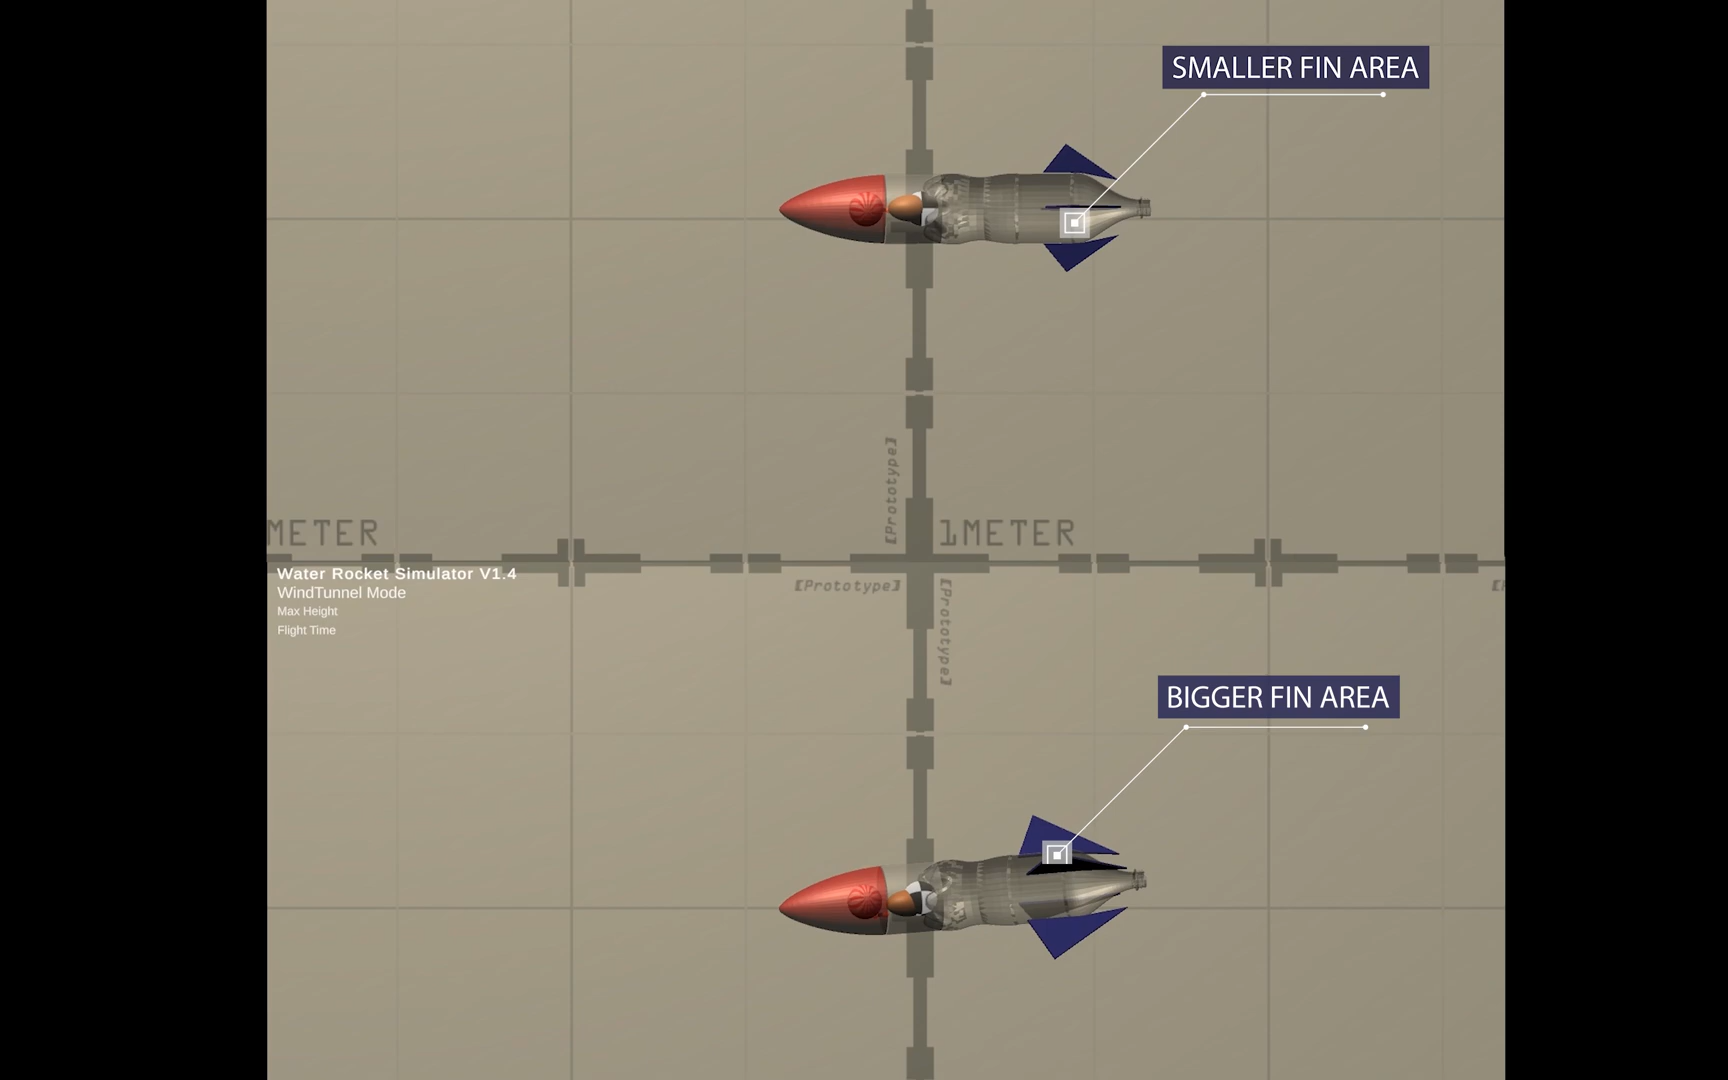 SMALLER FIN AREA
[Prototype]
METER
1METER
Water Rocket Simulator V1.4
WindTunnel Mode
Max Height
Flight Time
[Prototype]
[Prototype]
BIGGER FIN AREA